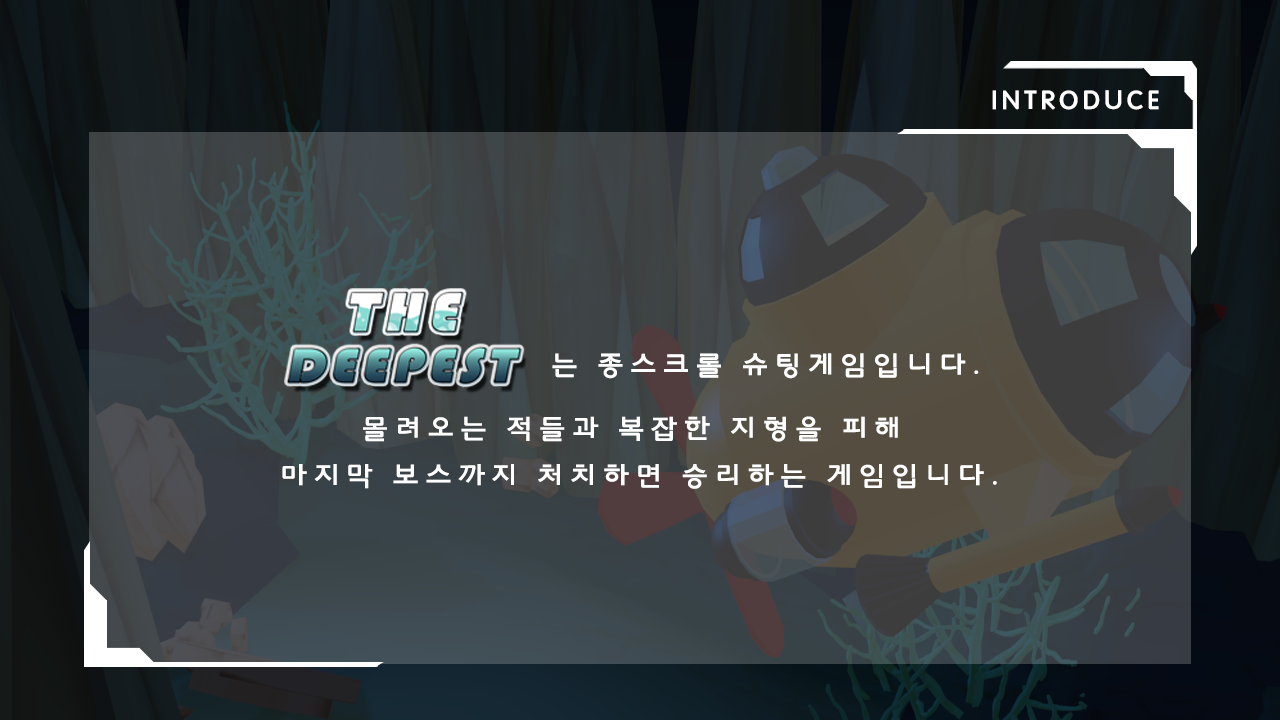 INTRODUCE
THE
DEEPEST 는 종스크롤 슈팅게임입니다.
몰려오는 적들과 복잡한 지형을 피해
마지막 보스까지 처치하면 승리하는 게임입니다.